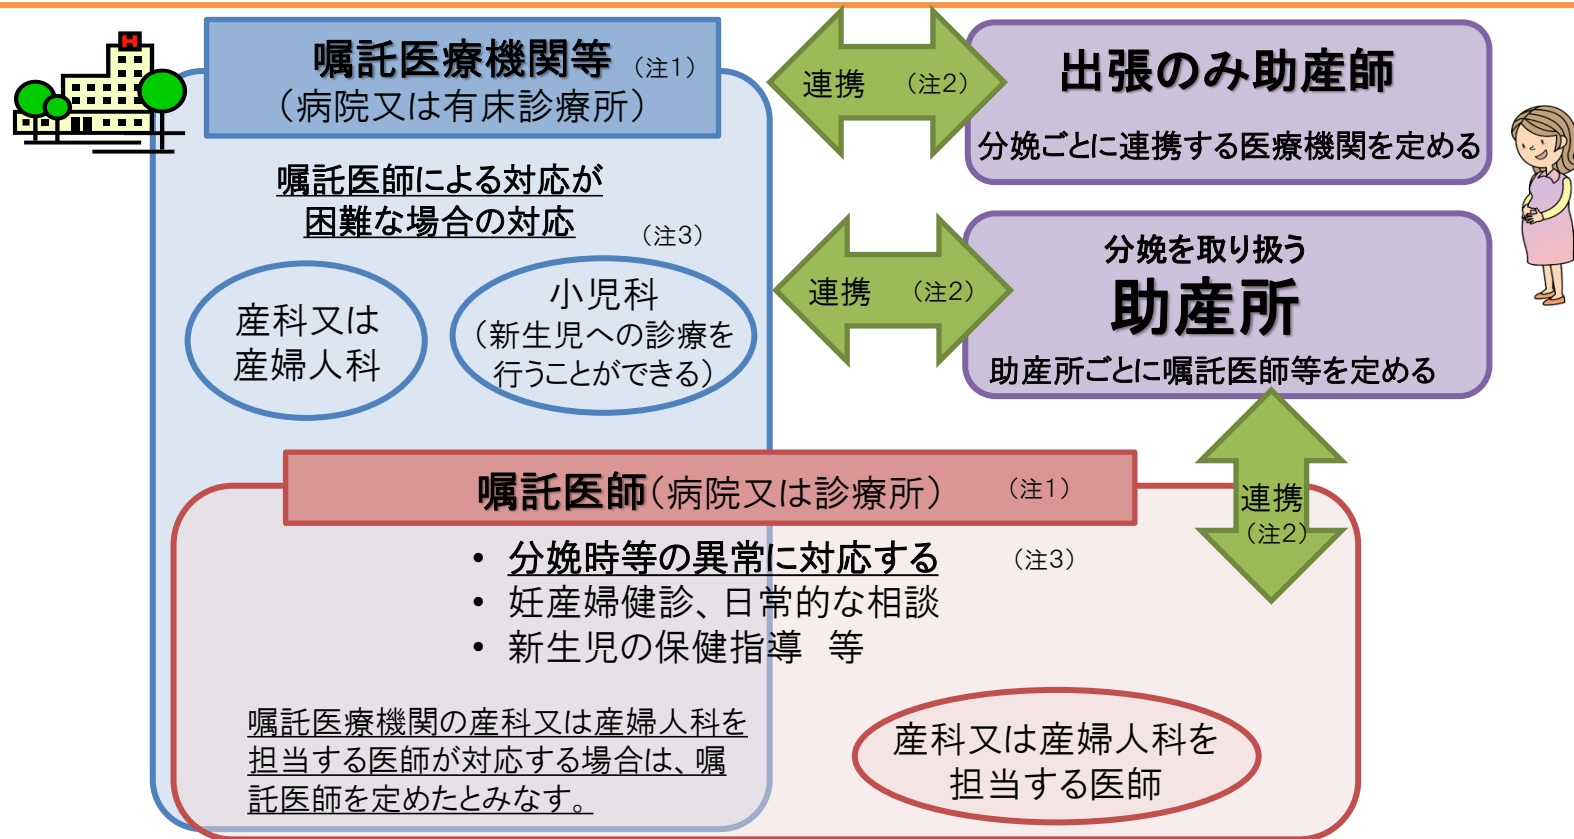 H
嘱託医療機関等（注1）
（病院又は有床診療所）
嘱託医師による対応が
困難な場合の対応
（注3）
産科又は
産婦人科
小児科
（新生児への診療を
行うことができる）
連携（注2）
出張のみ助産師
分娩ごとに連携する医療機関を定める
連携（注2）
分娩を取り扱う
助産所
助産所ごとに嘱託医師等を定める
連携
（注2）
嘱託医師（病院又は診療所）（注1）
• 分娩時等の異常に対応する（注3）
• 妊産婦健診、日常的な相談
• 新生児の保健指導　等
嘱託医療機関の産科又は産婦人科を
担当する医師が対応する場合は、嘱
託医師を定めたとみなす。
産科又は産婦人科を
担当する医師